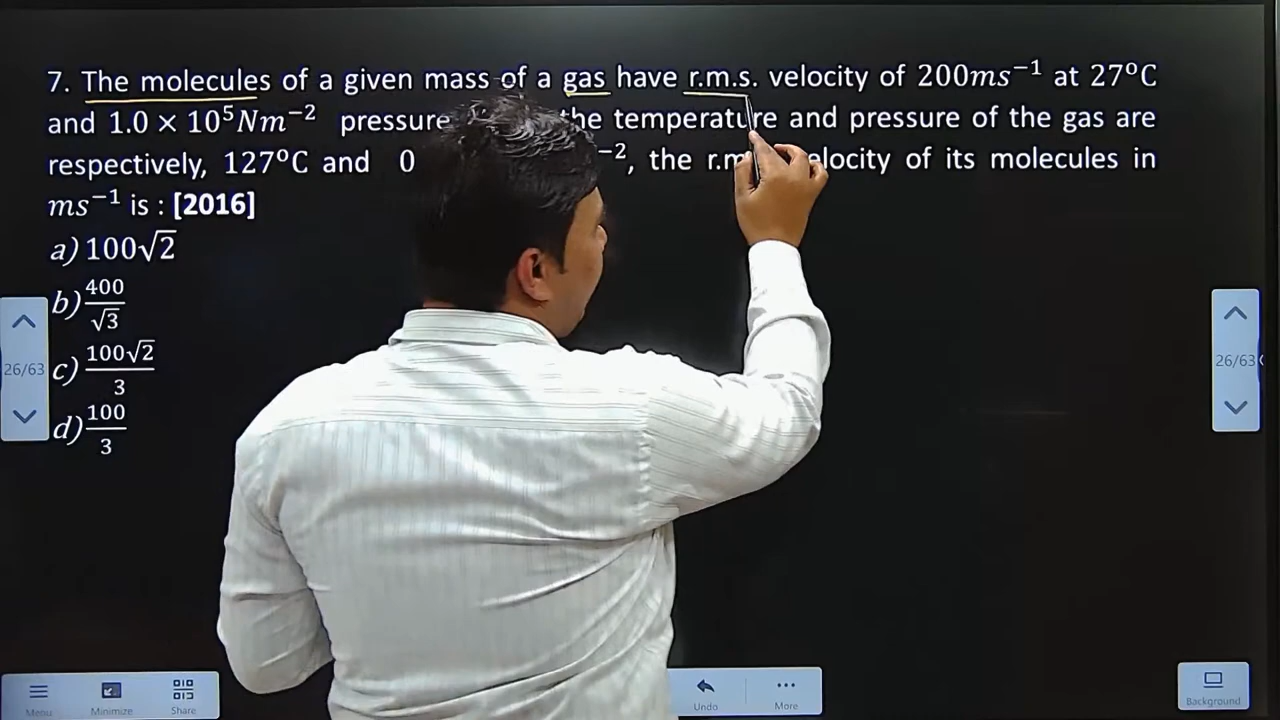 7. The molecules of a given mass of a gas have r.m.s. velocity of 200ms⁻¹ at 27⁰C
and 1.0 × 10⁵Nm⁻² pressure the temperature and pressure of the gas are
respectively, 127⁰C and 0 ⁻², the r.m velocity of its molecules in
ms⁻¹ is : [2016]
a) 100√2
b) 400/√3
c) 100√2/3
d) 100/3
26/63
26/63
Menu
Minimize
Share
Undo
More
Background